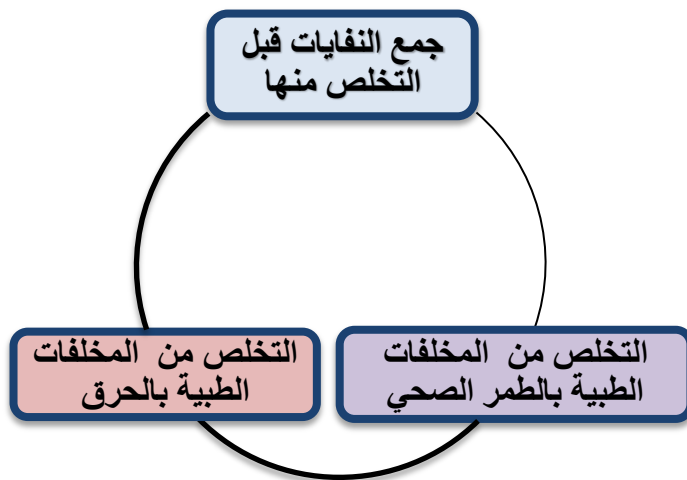 جمع النفايات قبل
التخلص منها
التخلص من المخلفات
الطبية بالطمر الصحي
التخلص من المخلفات
الطبية بالحرق